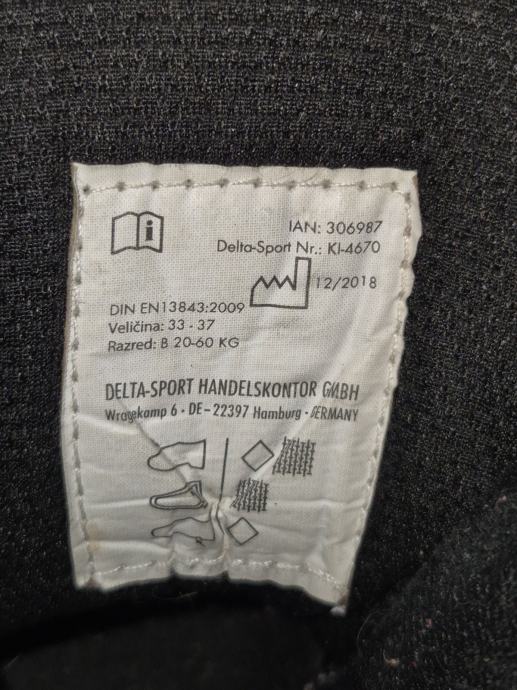 IAN: 306987
Delta-Sport Nr.: KI-4670
12/2018
DIN EN13843:2009
Veličina: 33 - 37
Razred: B 20-60 KG
DELTA-SPORT HANDELSKONTOR GMBH
Wragekamp 6 • DE-22397 Hamburg • GERMANY